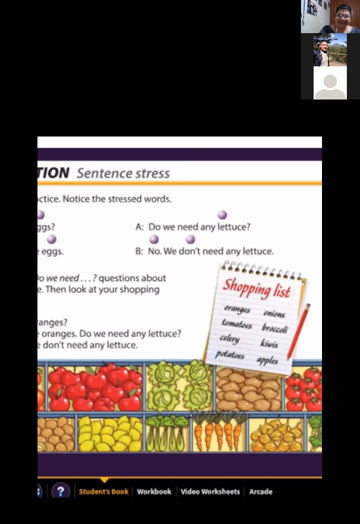 TION Sentence stress
actice. Notice the stressed words.
ggs?
e eggs.
A: Do we need any lettuce?
B: No. We don't need any lettuce.
Do we need . . . ? questions about
e. Then look at your shopping
ranges?
e oranges. Do we need any lettuce?
e don't need any lettuce.
Shopping list
oranges onions
tomatoes broccoli
celery kiwis
potatoes apples
? Student's Book Workbook Video Worksheets Arcade